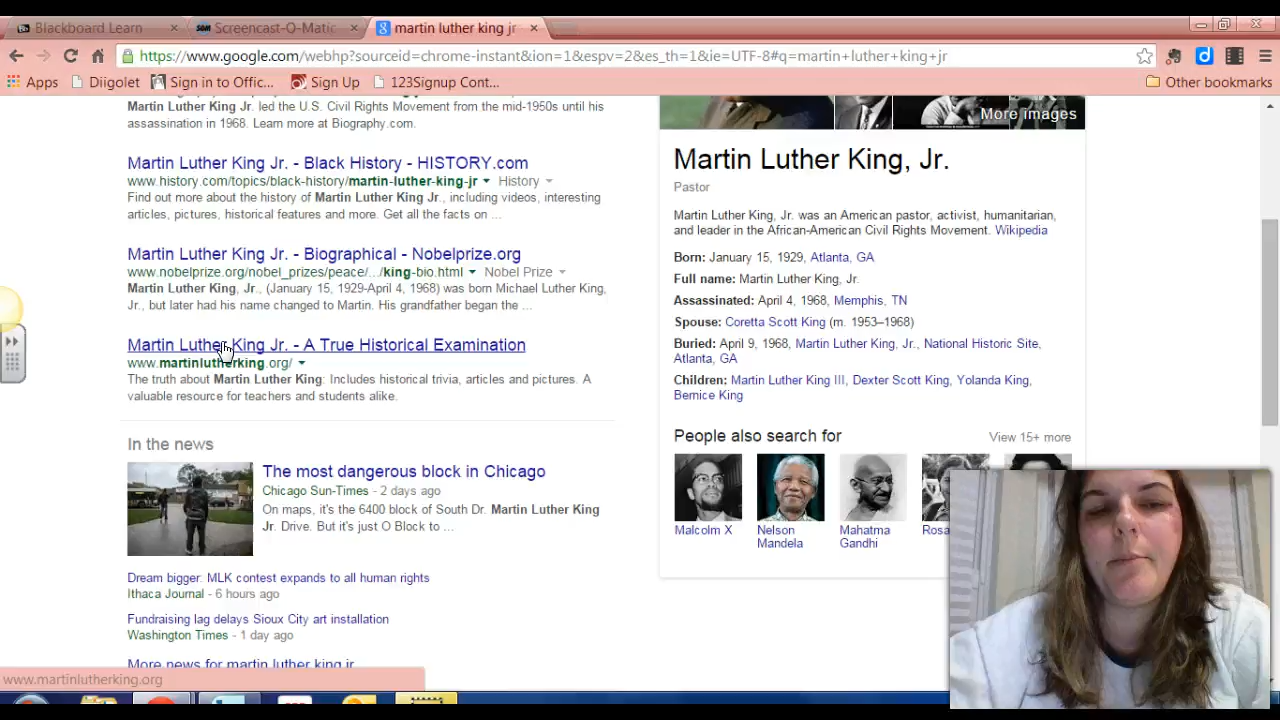 Blackboard Learn
Screencast-O-Matic
martin luther king jr
https://www.google.com/webhp?sourceid=chrome-instant&ion=1&espv=2&es_th=1&ie=UTF-8#q=martin+luther+king+jr
Apps
Diigolet
Sign in to Offic...
Sign Up
123Signup Cont...
Other bookmarks
Martin Luther King Jr. led the U.S. Civil Rights Movement from the mid-1950s until his
assassination in 1968. Learn more at Biography.com.
Martin Luther King Jr. - Black History - HISTORY.com
www.history.com/topics/black-history/martin-luther-king-jr History
Find out more about the history of Martin Luther King Jr., including videos, interesting
articles, pictures, historical features and more. Get all the facts on ...
Martin Luther King Jr. - Biographical - Nobelprize.org
www.nobelprize.org/nobel_prizes/peace/.../king-bio.html Nobel Prize
Martin Luther King, Jr., (January 15, 1929-April 4, 1968) was born Michael Luther King,
Jr., but later had his name changed to Martin. His grandfather began the ...
Martin Luther King Jr. - A True Historical Examination
www.martinlutherking.org/
The truth about Martin Luther King: Includes historical trivia, articles and pictures. A
valuable resource for teachers and students alike.
In the news
The most dangerous block in Chicago
Chicago Sun-Times - 2 days ago
On maps, it's the 6400 block of South Dr. Martin Luther King
Jr. Drive. But it's just O Block to ...
Dream bigger: MLK contest expands to all human rights
Ithaca Journal - 6 hours ago
Fundraising lag delays Sioux City art installation
Washington Times - 1 day ago
More news for martin luther king jr
www.martinlutherking.org
More images
Martin Luther King, Jr.
Pastor
Martin Luther King, Jr. was an American pastor, activist, humanitarian,
and leader in the African-American Civil Rights Movement. Wikipedia
Born: January 15, 1929, Atlanta, GA
Full name: Martin Luther King, Jr.
Assassinated: April 4, 1968, Memphis, TN
Spouse: Coretta Scott King (m. 1953–1968)
Buried: April 9, 1968, Martin Luther King, Jr., National Historic Site,
Atlanta, GA
Children: Martin Luther King III, Dexter Scott King, Yolanda King,
Bernice King
People also search for
View 15+ more
Malcolm X
Nelson
Mandela
Mahatma
Gandhi
Rosa